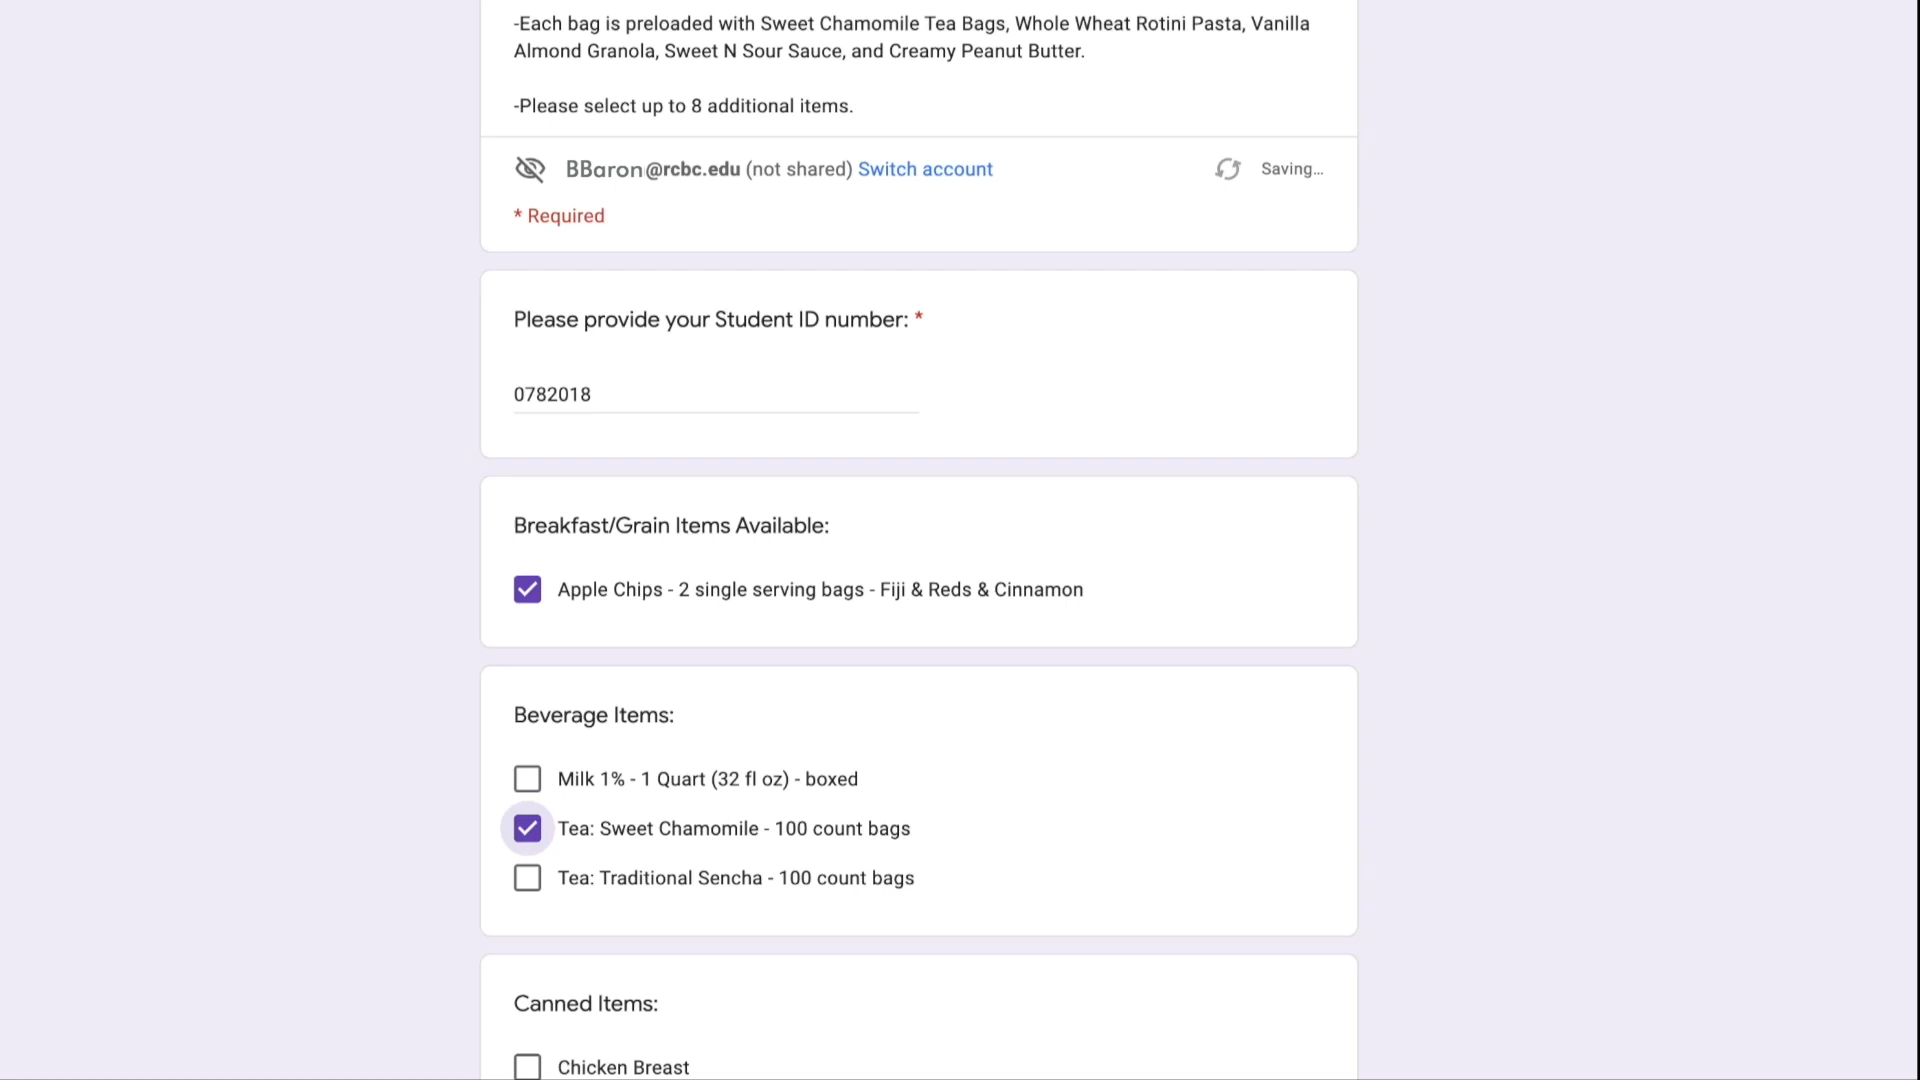 -Each bag is preloaded with Sweet Chamomile Tea Bags, Whole Wheat Rotini Pasta, Vanilla
Almond Granola, Sweet N Sour Sauce, and Creamy Peanut Butter.
-Please select up to 8 additional items.
BBaron@rcbc.edu (not shared) Switch account
Saving...
* Required
Please provide your Student ID number: *
0782018
Breakfast/Grain Items Available:
Apple Chips - 2 single serving bags - Fiji & Reds & Cinnamon
Beverage Items:
Milk 1% - 1 Quart (32 fl oz) - boxed
Tea: Sweet Chamomile - 100 count bags
Tea: Traditional Sencha - 100 count bags
Canned Items:
Chicken Breast